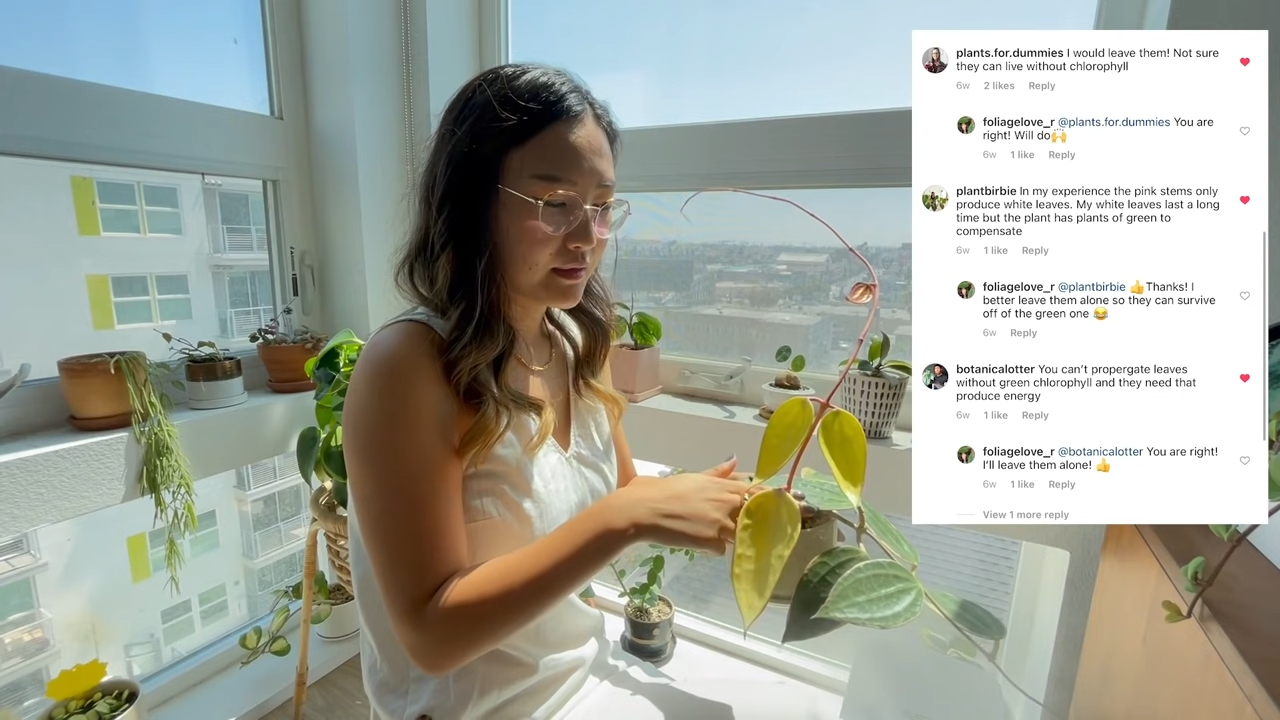 plants.for.dummies I would leave them! Not sure
they can live without chlorophyll
6w 2 likes Reply
foliagelove_r @plants.for.dummies You are
right! Will do🙌
6w 1 like Reply
plantbirbie In my experience the pink stems only
produce white leaves. My white leaves last a long
time but the plant has plants of green to
compensate
6w 1 like Reply
foliagelove_r @plantbirbie 👍Thanks! I
better leave them alone so they can survive
off of the green one 😂
6w Reply
botanicalotter You can't propergate leaves
without green chlorophyll and they need that
produce energy
6w 1 like Reply
foliagelove_r @botanicalotter You are right!
I'll leave them alone! 👍
6w 1 like Reply
View 1 more reply